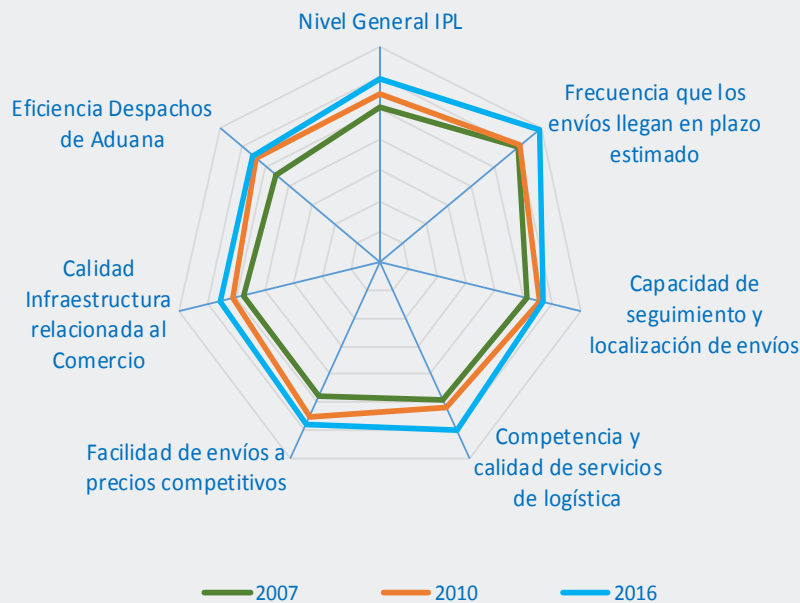 Nivel General IPL
Frecuencia que los
envíos llegan en plazo
estimado
Capacidad de
seguimiento y
localización de envíos
Competencia y
calidad de servicios
de logística
Facilidad de envíos a
precios competitivos
Calidad
Infraestructura
relacionada al
Comercio
Eficiencia Despachos
de Aduana
2007
2010
2016